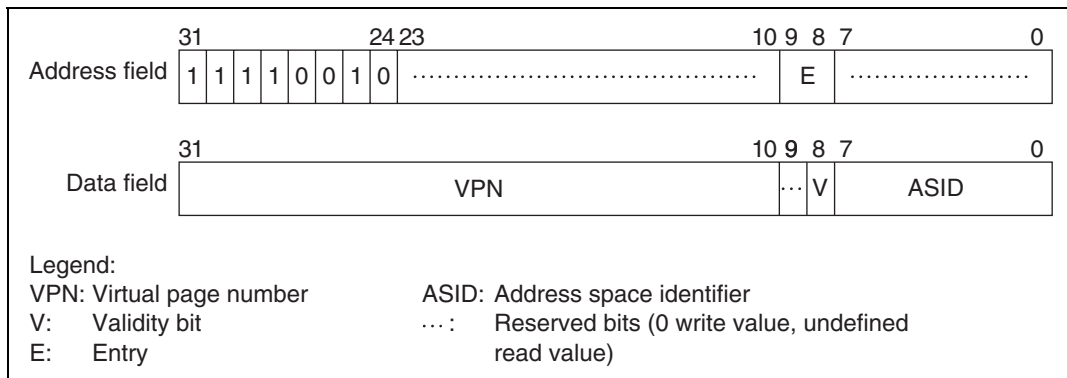 31 24 23 10 9 8 7 0
Address field 1 1 1 1 0 0 1 0 ........................................ E ......................
31 10 9 8 7 0
Data field VPN ... V ASID
Legend:
VPN: Virtual page number ASID: Address space identifier
V: Validity bit ... : Reserved bits (0 write value, undefined
E: Entry read value)